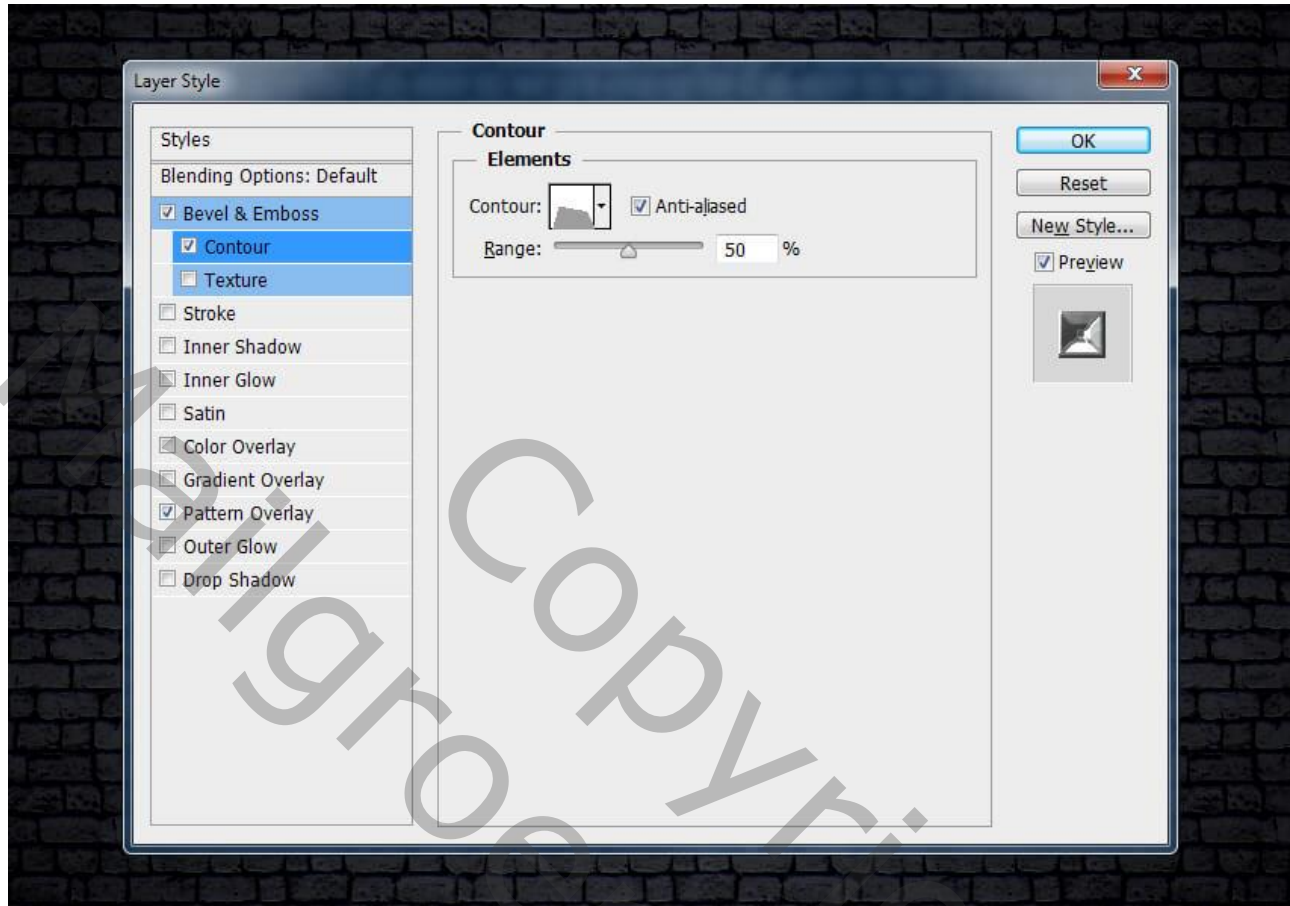 Layer Style
x
Styles
Blending Options: Default
Bevel & Emboss
Contour
Texture
Stroke
Inner Shadow
Inner Glow
Satin
Color Overlay
Gradient Overlay
Pattern Overlay
Outer Glow
Drop Shadow
Contour
Elements
Contour: Anti-aliased
Range: 50 %
OK
Reset
New Style...
Preview